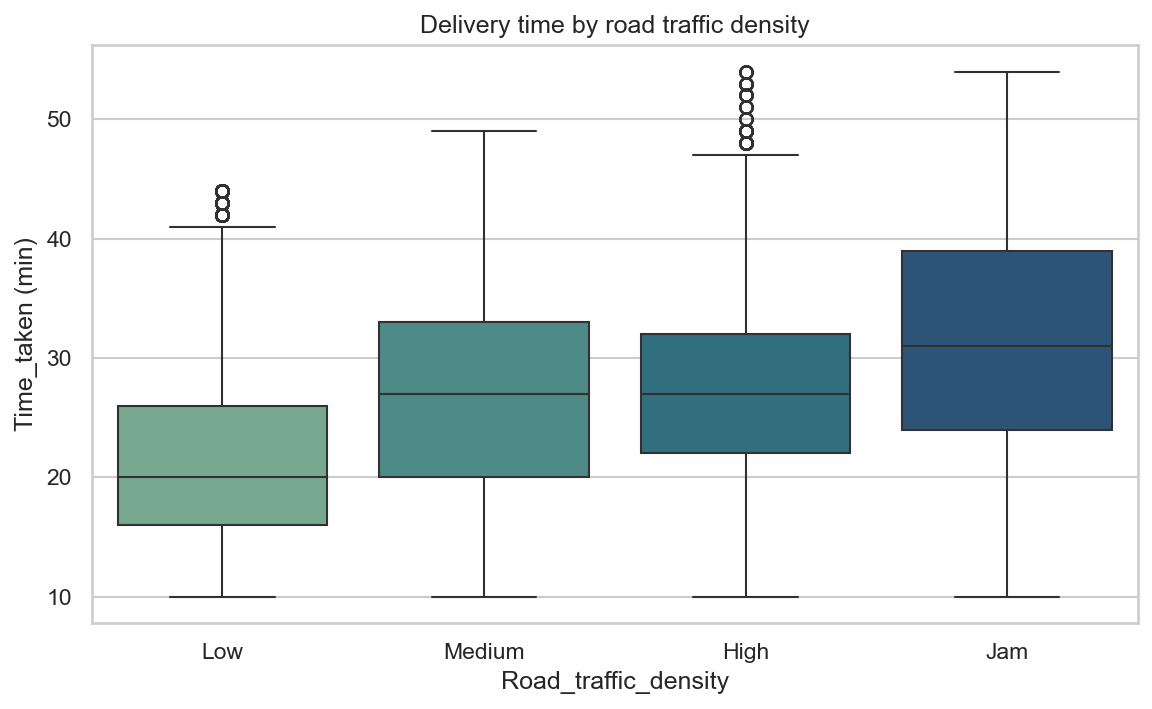 Delivery time by road traffic density
Time_taken (min)
50
40
30
20
10
Low Medium High Jam
Road_traffic_density